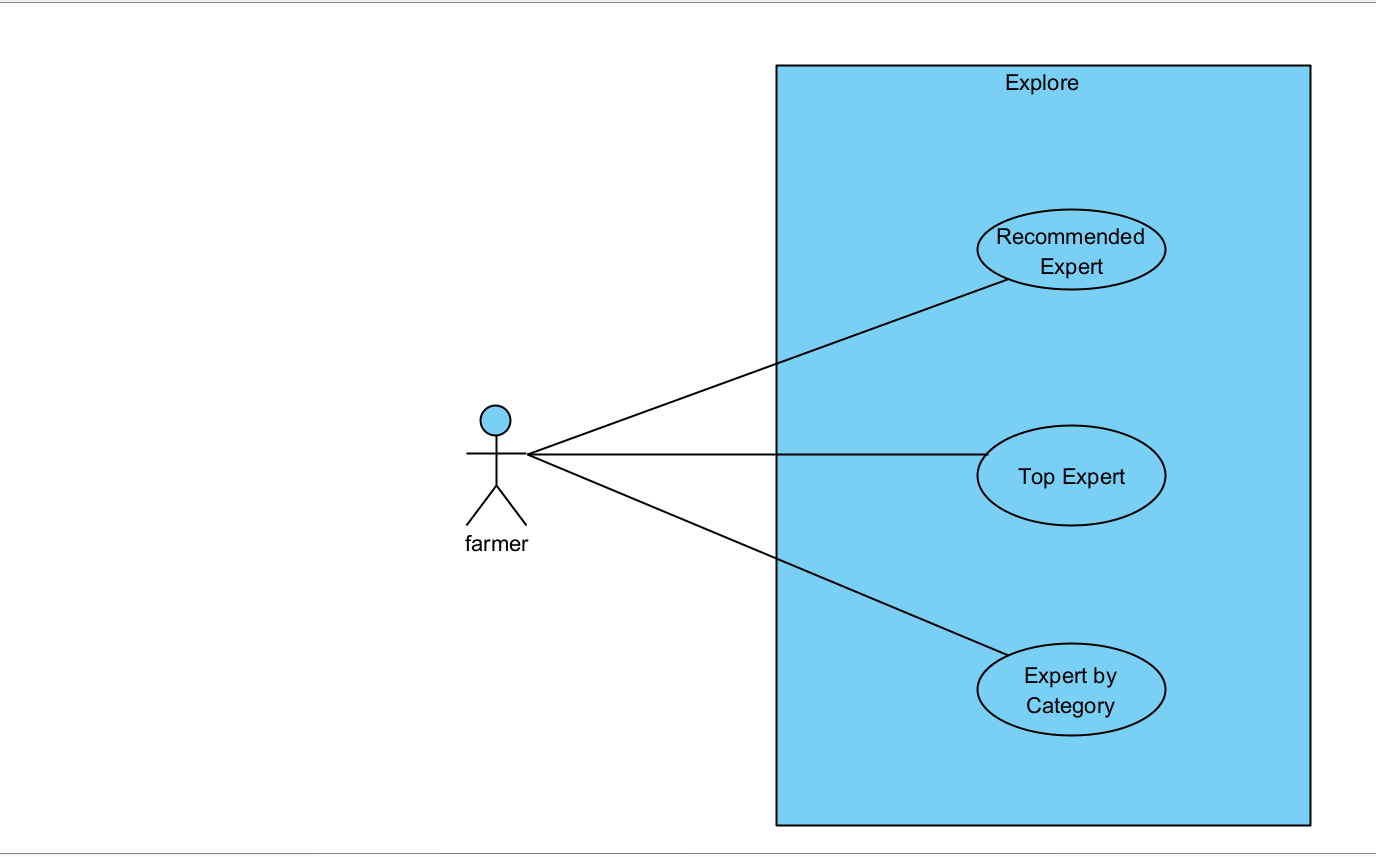 Explore
Recommended
Expert
Top Expert
farmer
Expert by
Category